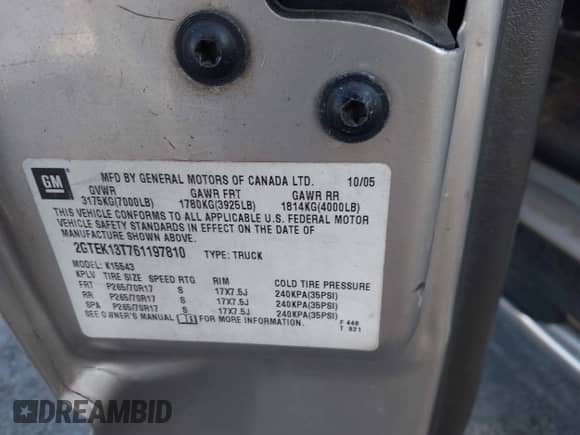 GM
MFD BY GENERAL MOTORS OF CANADA LTD. 10/05
GVWR GAWR FRT GAWR RR
3175KG(7000LB) 1780KG(3925LB) 1814KG(4000LB)
THIS VEHICLE CONFORMS TO ALL APPLICABLE U.S. FEDERAL MOTOR
VEHICLE SAFETY STANDARDS IN EFFECT ON THE DATE OF
MANUFACTURE SHOWN ABOVE.
2GTEK13T761197810 TYPE: TRUCK
MODEL: K15543
KPLV TIRE SIZE SPEED RTG RIM COLD TIRE PRESSURE
FRT P265/70R17 S 17X7.5J 240KPA(35PSI)
RR P265/70R17 S 17X7.5J 240KPA(35PSI)
SPA P265/70R17 S 17X7.5J 240KPA(35PSI)
SEE OWNER'S MANUAL FOR MORE INFORMATION. F 448
T 821
DREAMBID